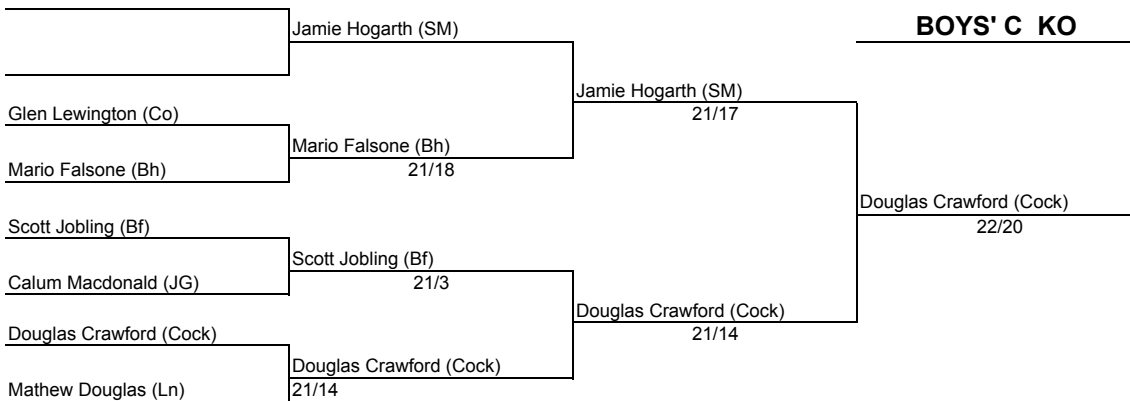 BOYS' C KO
Jamie Hogarth (SM)
Jamie Hogarth (SM)
21/17
Glen Lewington (Co)
Mario Falsone (Bh)
21/18
Mario Falsone (Bh)
Douglas Crawford (Cock)
22/20
Scott Jobling (Bf)
Scott Jobling (Bf)
21/3
Calum Macdonald (JG)
Douglas Crawford (Cock)
21/14
Douglas Crawford (Cock)
Douglas Crawford (Cock)
21/14
Mathew Douglas (Ln)